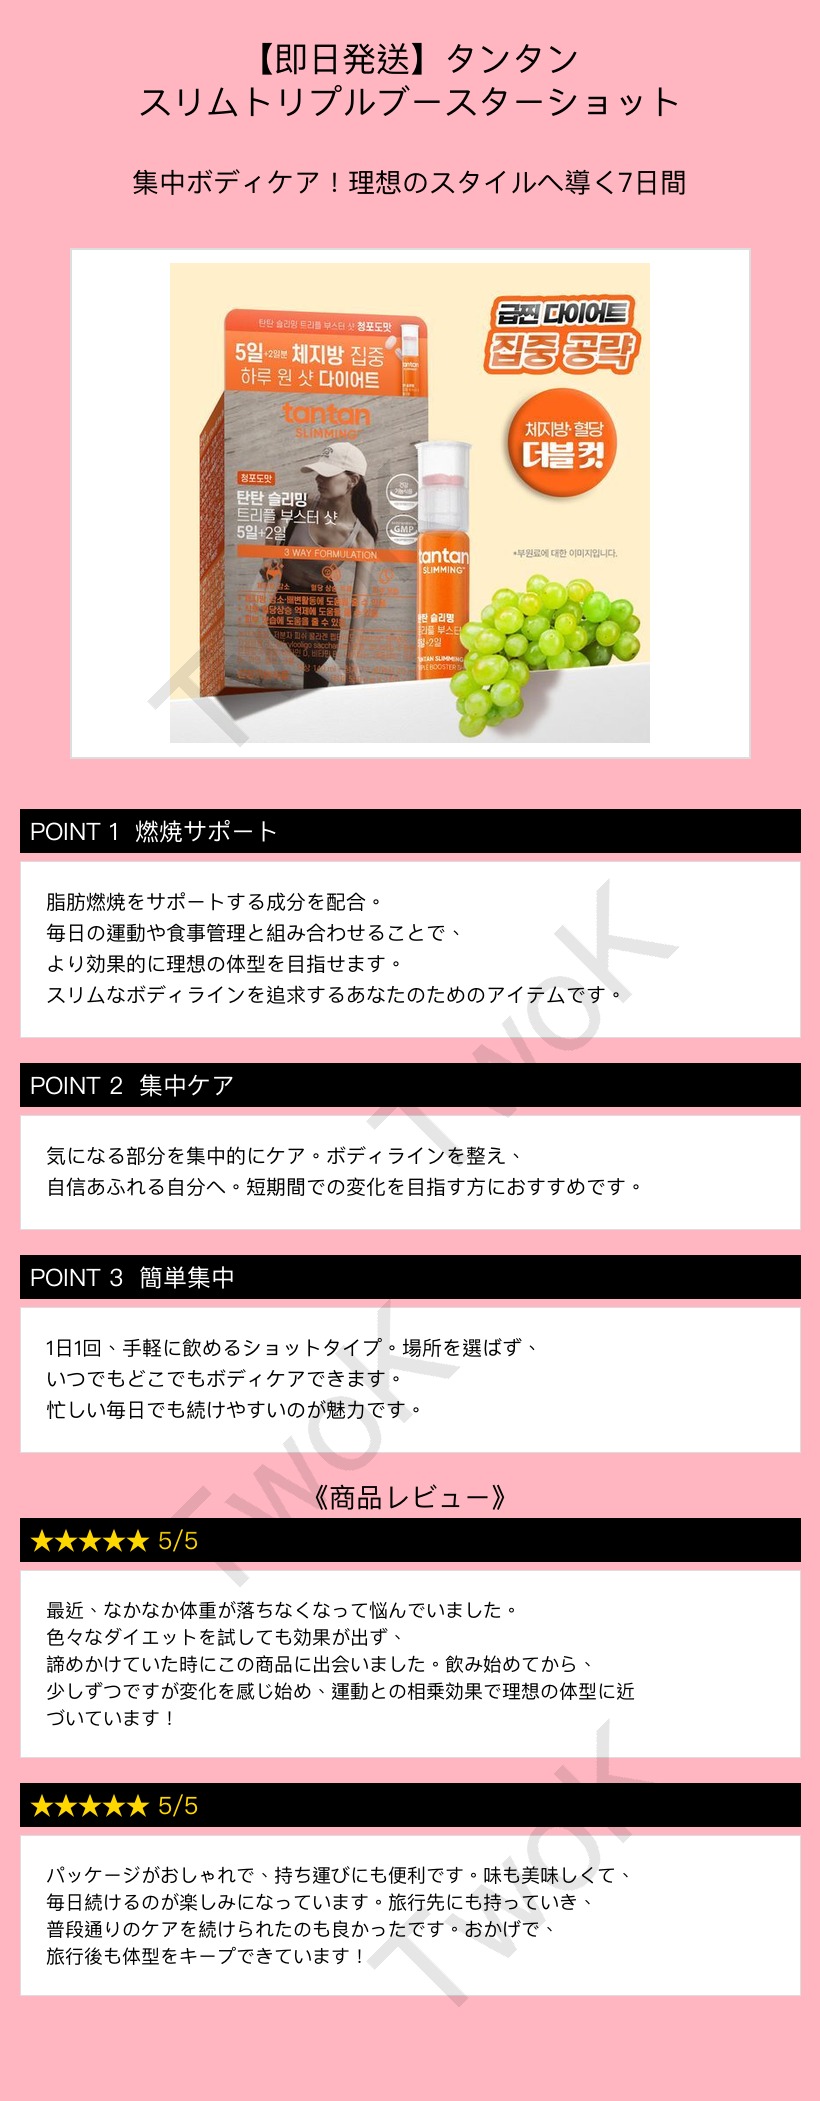 【即日発送】タンタン
スリムトリプルブースターショット
集中ボディケア！理想のスタイルへ導く7日間
탄탄 슬리밍 트리플 부스터 샷 청포도맛
5일+2일분 체지방 집중
하루 원 샷 다이어트
tantan
SLIMMING
청포도맛
탄탄 슬리밍
트리플 부스터 샷
5일+2일
GMP
3 WAY FORMULATION
급찐 다이어트
집중 공략
체지방·혈당
더블 컷!
*부원료에 대한 이미지입니다.
tantan
SLIMMING
탄탄 슬리밍
TANTAN SLIMMING
POINT 1 燃焼サポート
脂肪燃焼をサポートする成分を配合。
毎日の運動や食事管理と組み合わせることで、
より効果的に理想の体型を目指せます。
スリムなボディラインを追求するあなたのためのアイテムです。
POINT 2 集中ケア
気になる部分を集中的にケア。ボディラインを整え、
自信あふれる自分へ。短期間での変化を目指す方におすすめです。
POINT 3 簡単集中
1日1回、手軽に飲めるショットタイプ。場所を選ばず、
いつでもどこでもボディケアできます。
忙しい毎日でも続けやすいのが魅力です。
《商品レビュー》
★★★★★ 5/5
最近、なかなか体重が落ちなくなって悩んでいました。
色々なダイエットを試しても効果が出ず、
諦めかけていた時にこの商品に出会いました。飲み始めてから、
少しずつですが変化を感じ始め、運動との相乗効果で理想の体型に近
づいています！
★★★★★ 5/5
パッケージがおしゃれで、持ち運びにも便利です。味も美味しくて、
毎日続けるのが楽しみになっています。旅行先にも持っていき、
普段通りのケアを続けられたのも良かったです。おかげで、
旅行後も体型をキープできています！
TwoK
TwoK
TwoK